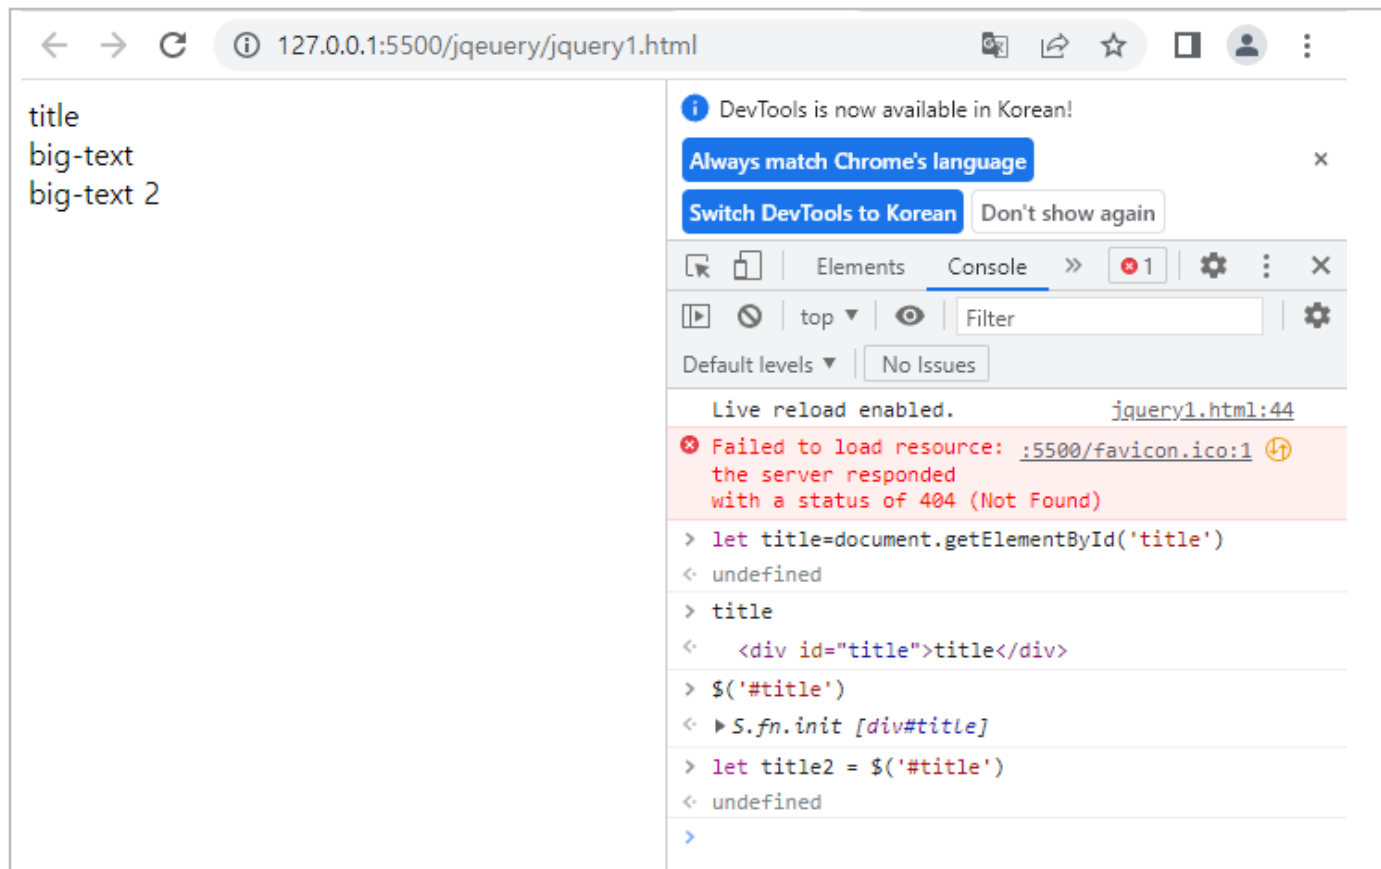 127.0.0.1:5500/jqeuery/jquery1.html
title
big-text
big-text 2
DevTools is now available in Korean!
Always match Chrome's language
Switch DevTools to Korean Don't show again
Elements Console 1
top Filter
Default levels No Issues
Live reload enabled. jquery1.html:44
Failed to load resource: :5500/favicon.ico:1
the server responded
with a status of 404 (Not Found)
let title=document.getElementById('title')
undefined
title
<div id="title">title</div>
$('#title')
S.fn.init [div#title]
let title2 = $('#title')
undefined